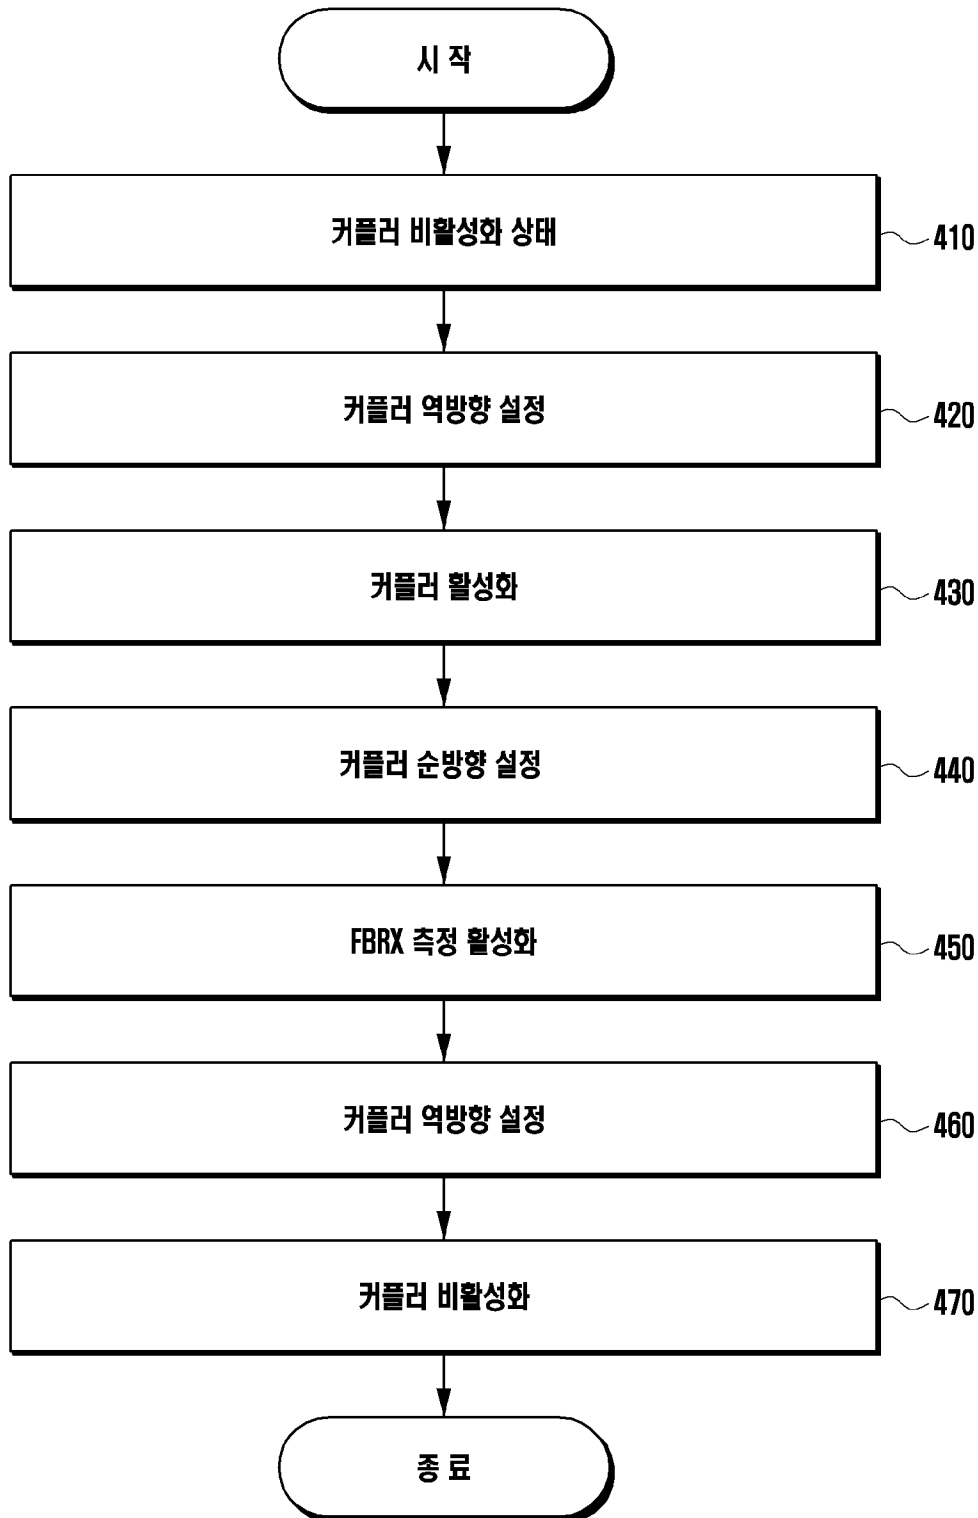 시 작
커플러 비활성화 상태
410
커플러 역방향 설정
420
커플러 활성화
430
커플러 순방향 설정
440
FBRX 측정 활성화
450
커플러 역방향 설정
460
커플러 비활성화
470
종 료